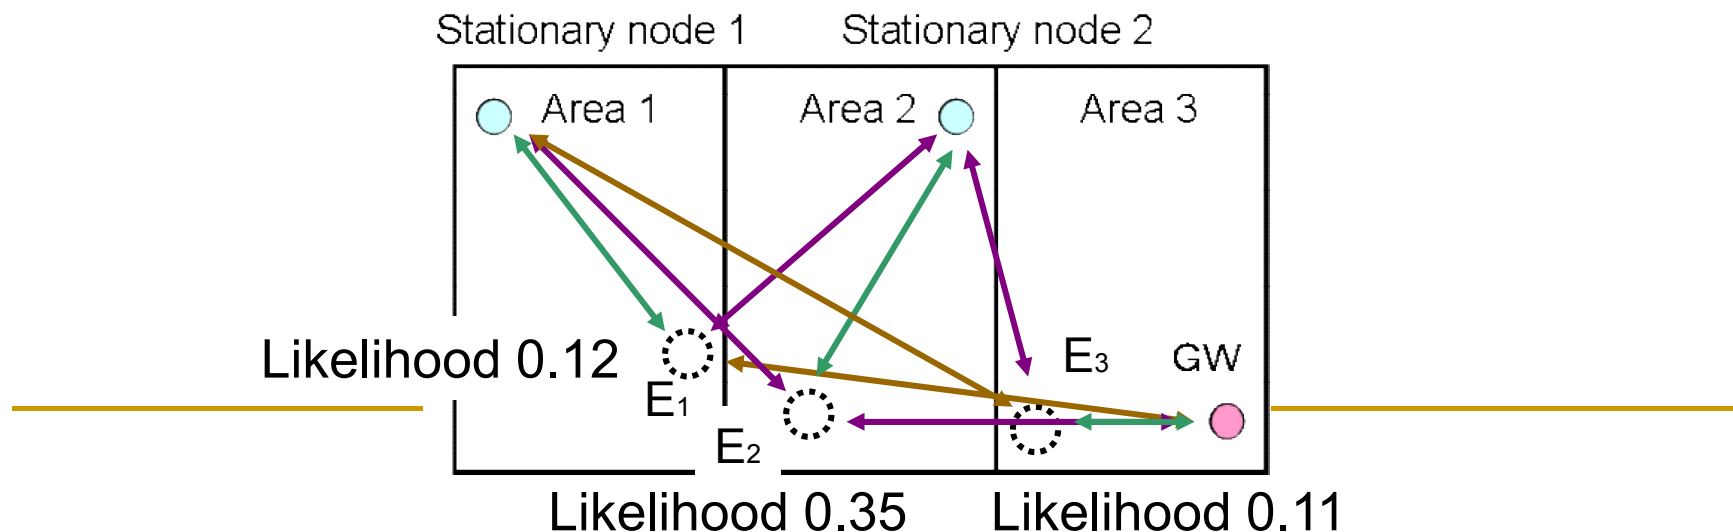 Stationary node 1
Stationary node 2
Area 1
Area 2
Area 3
Likelihood 0.12
E1
E2
E3
GW
Likelihood 0.35
Likelihood 0.11